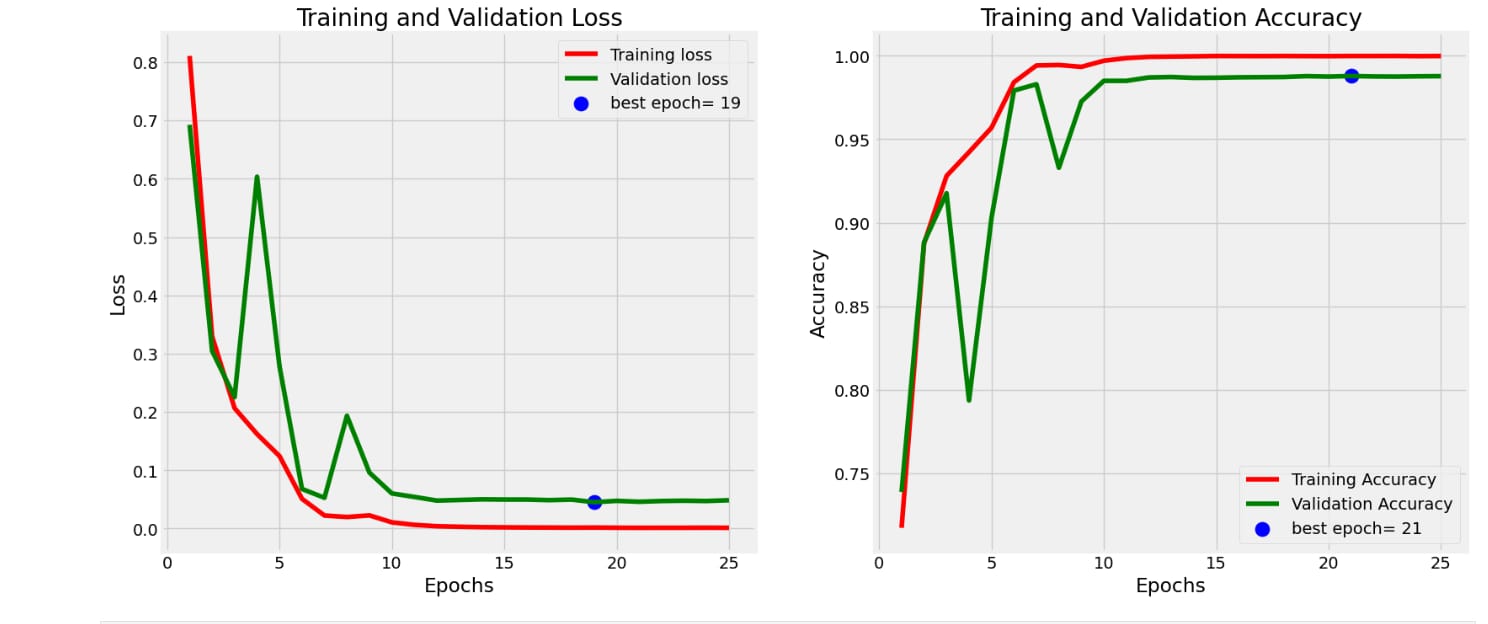 Training and Validation Loss
0.8
0.7
0.6
0.5
0.4
0.3
0.2
0.1
0.0
Loss
Training loss
Validation loss
best epoch= 19
0 5 10 15 20 25
Epochs
Training and Validation Accuracy
1.00
0.95
0.90
0.85
0.80
0.75
Accuracy
Training Accuracy
Validation Accuracy
best epoch= 21
0 5 10 15 20 25
Epochs